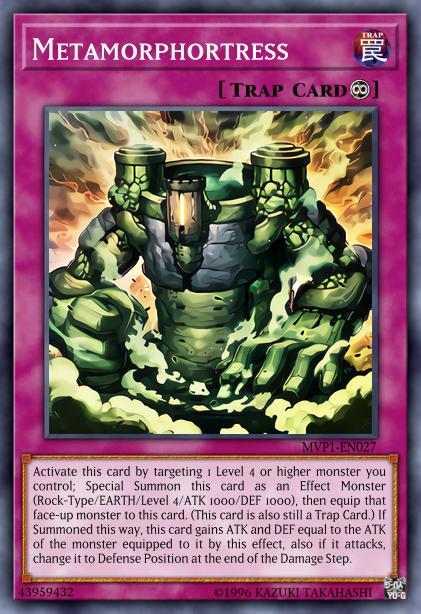 METAMORPHORTRESS
TRAP
罠
[TRAP CARD]
MVP1-EN027
Activate this card by targeting 1 Level 4 or higher monster you
control; Special Summon this card as an Effect Monster
(Rock-Type/EARTH/Level 4/ATK 1000/DEF 1000), then equip that
face-up monster to this card. (This card is also still a Trap Card.) If
Summoned this way, this card gains ATK and DEF equal to the ATK
of the monster equipped to it by this effect, also if it attacks,
change it to Defense Position at the end of the Damage Step.
43959432
©1996 KAZUKI TAKAHASHI